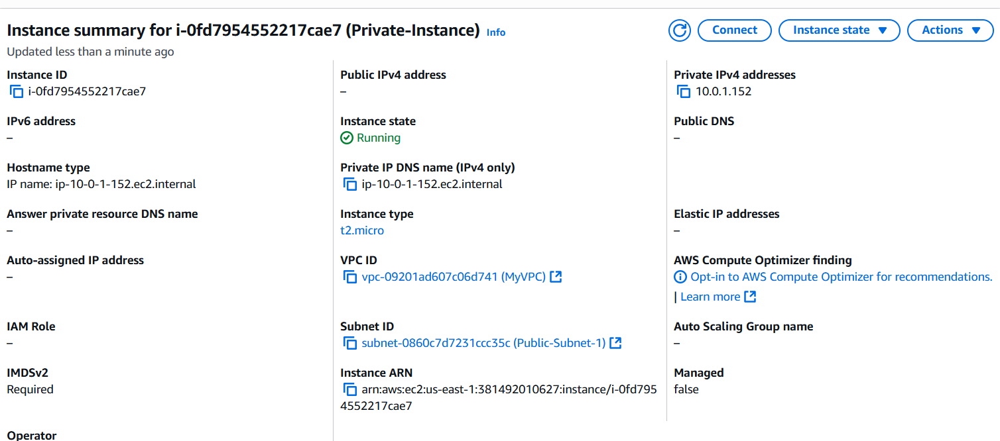 Instance summary for i-0fd7954552217cae7 (Private-Instance) Info
Connect
Instance state
Actions
Updated less than a minute ago
Instance ID
i-0fd7954552217cae7
Public IPv4 address
–
Private IPv4 addresses
10.0.1.152
IPv6 address
–
Instance state
Running
Public DNS
–
Hostname type
IP name: ip-10-0-1-152.ec2.internal
Private IP DNS name (IPv4 only)
ip-10-0-1-152.ec2.internal
Answer private resource DNS name
–
Instance type
t2.micro
Elastic IP addresses
–
Auto-assigned IP address
–
VPC ID
vpc-09201ad607c06d741 (MyVPC)
AWS Compute Optimizer finding
Opt-in to AWS Compute Optimizer for recommendations.
| Learn more
IAM Role
–
Subnet ID
subnet-0860c7d7231ccc35c (Public-Subnet-1)
Auto Scaling Group name
–
IMDSv2
Required
Instance ARN
arn:aws:ec2:us-east-1:381492010627:instance/i-0fd795
4552217cae7
Managed
false
Operator